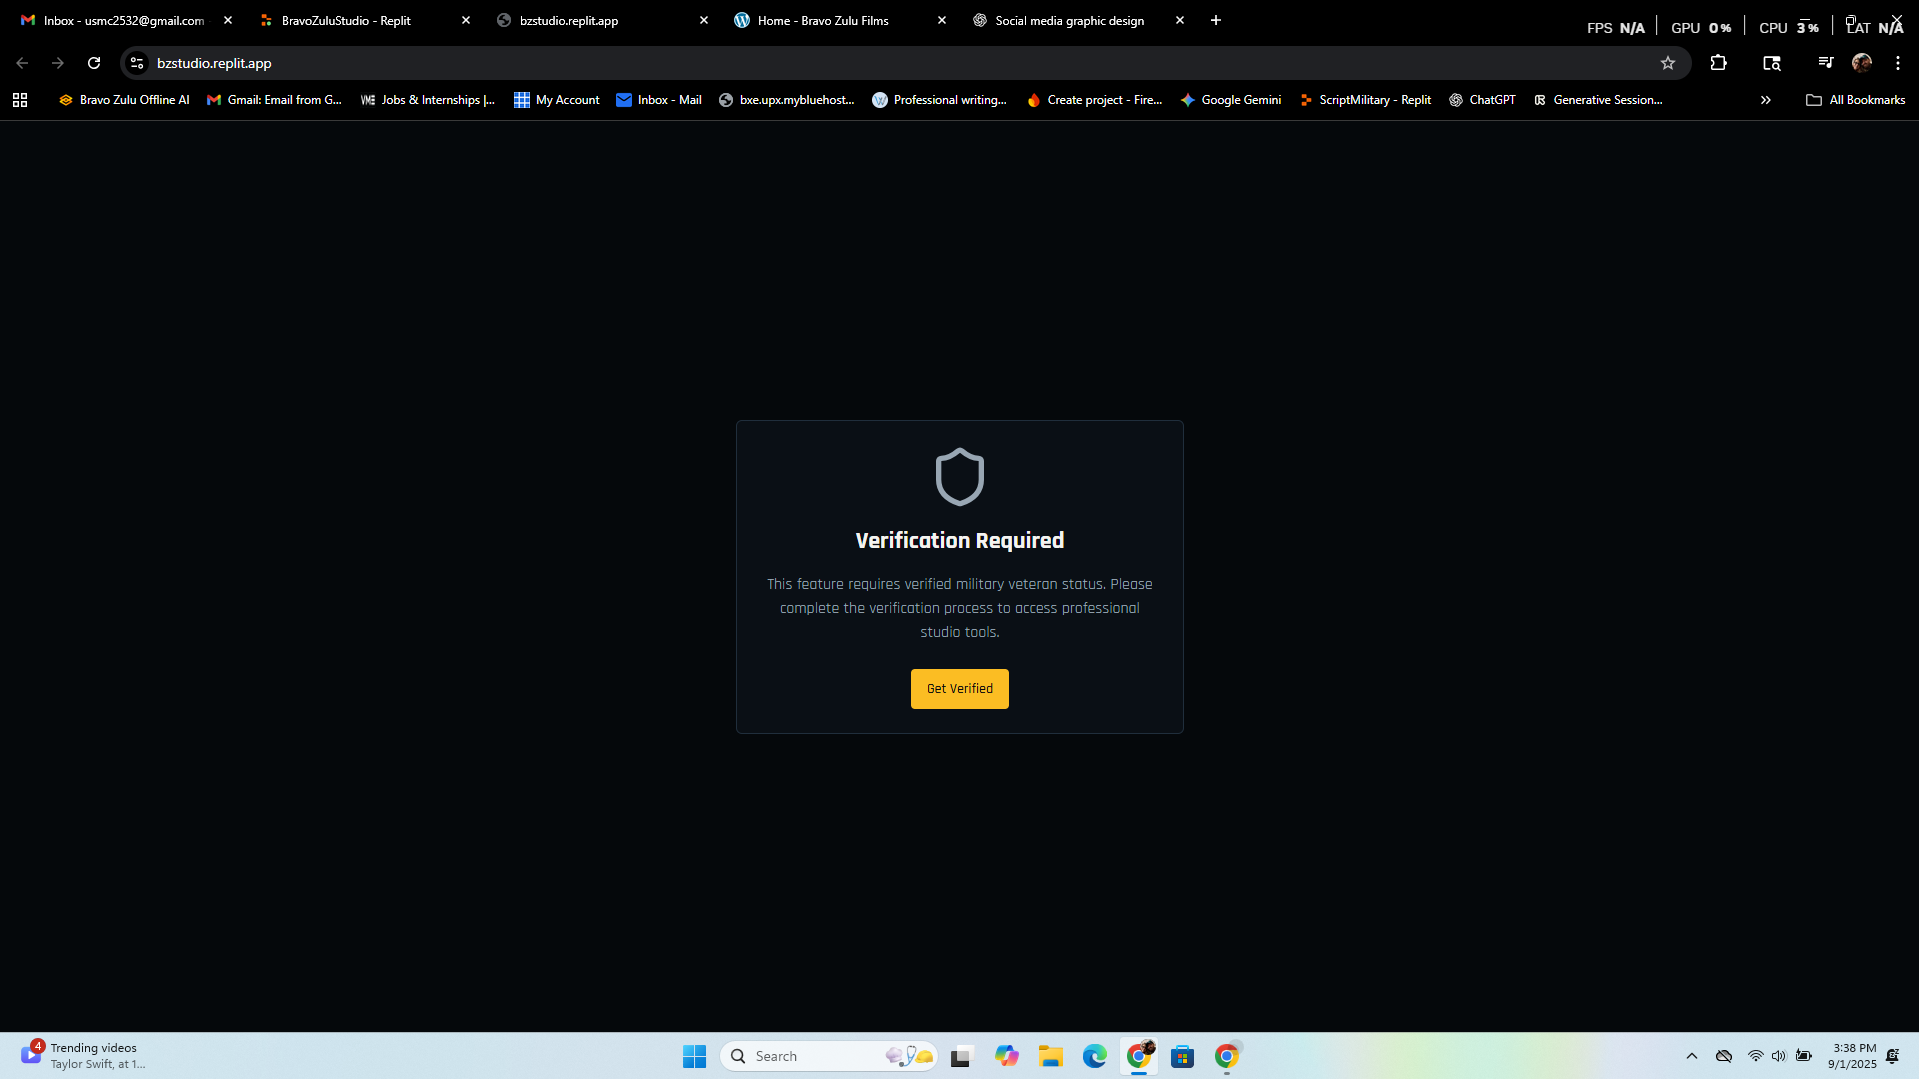 Inbox - usmc2532@gmail.com
BravoZuluStudio - Replit
bzstudio.replit.app
Home - Bravo Zulu Films
Social media graphic design
FPS N/A
GPU 0%
CPU 3%
LAT N/A
bzstudio.replit.app
Bravo Zulu Offline AI
Gmail: Email from G...
Jobs & Internships |...
My Account
Inbox - Mail
bxe.upx.mybluehost...
Professional writing...
Create project - Fire...
Google Gemini
ScriptMilitary - Replit
ChatGPT
Generative Session...
All Bookmarks
Verification Required
This feature requires verified military veteran status. Please
complete the verification process to access professional
studio tools.
Get Verified
4
Trending videos
Taylor Swift, at 1...
Search
3:38 PM
9/1/2025